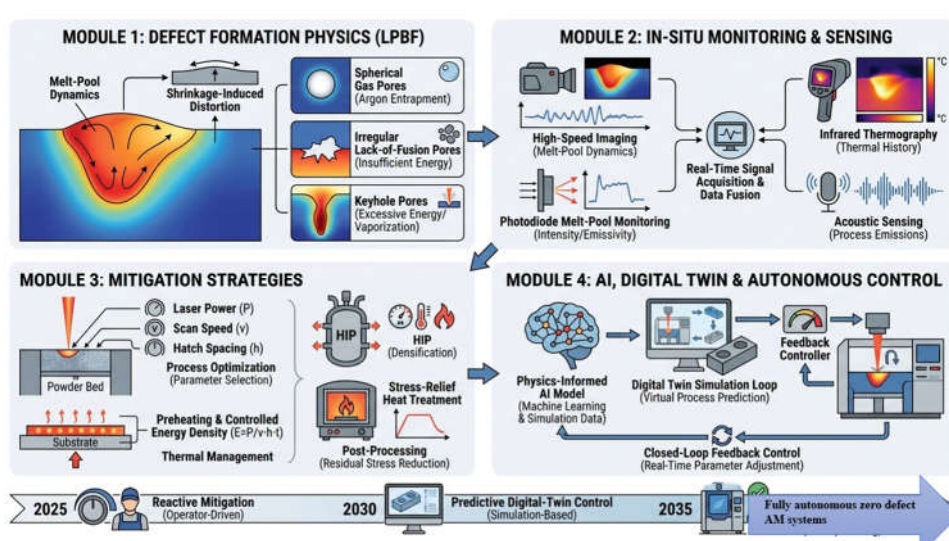 MODULE 1: DEFECT FORMATION PHYSICS (LPBF)
Melt-Pool
Dynamics
Shrinkage-Induced
Distortion
Spherical
Gas Pores
(Argon Entrapment)
Irregular
Lack-of-Fusion Pores
(Insufficient Energy)
Keyhole Pores
(Excessive Energy/
Vaporization)
MODULE 2: IN-SITU MONITORING & SENSING
High-Speed Imaging
(Melt-Pool Dynamics)
°C
°C
Infrared Thermography
(Thermal History)
Real-Time Signal
Acquisition &
Data Fusion
Photodiode Melt-Pool Monitoring
(Intensity/Emissivity)
Acoustic Sensing
(Process Emissions)
MODULE 3: MITIGATION STRATEGIES
Laser Power (P)
V
Scan Speed (v)
Hatch Spacing (h)
Process Optimization
(Parameter Selection)
Powder Bed
Preheating & Controlled
Energy Density (E=P/v·h·t)
Substrate
Thermal Management
HIP
HIP
(Densification)
Stress-Relief
Heat Treatment
Post-Processing
(Residual Stress Reduction)
MODULE 4: AI, DIGITAL TWIN & AUTONOMOUS CONTROL
Physics-Informed
AI Model
(Machine Learning
& Simulation Data)
Digital Twin Simulation Loop
(Virtual Process Prediction)
Feedback
Controller
Closed-Loop Feedback Control
(Real-Time Parameter Adjustment)
2025
Reactive Mitigation
(Operator-Driven)
2030
Predictive Digital-Twin Control
(Simulation-Based)
2035
Fully autonomous zero defect
AM systems